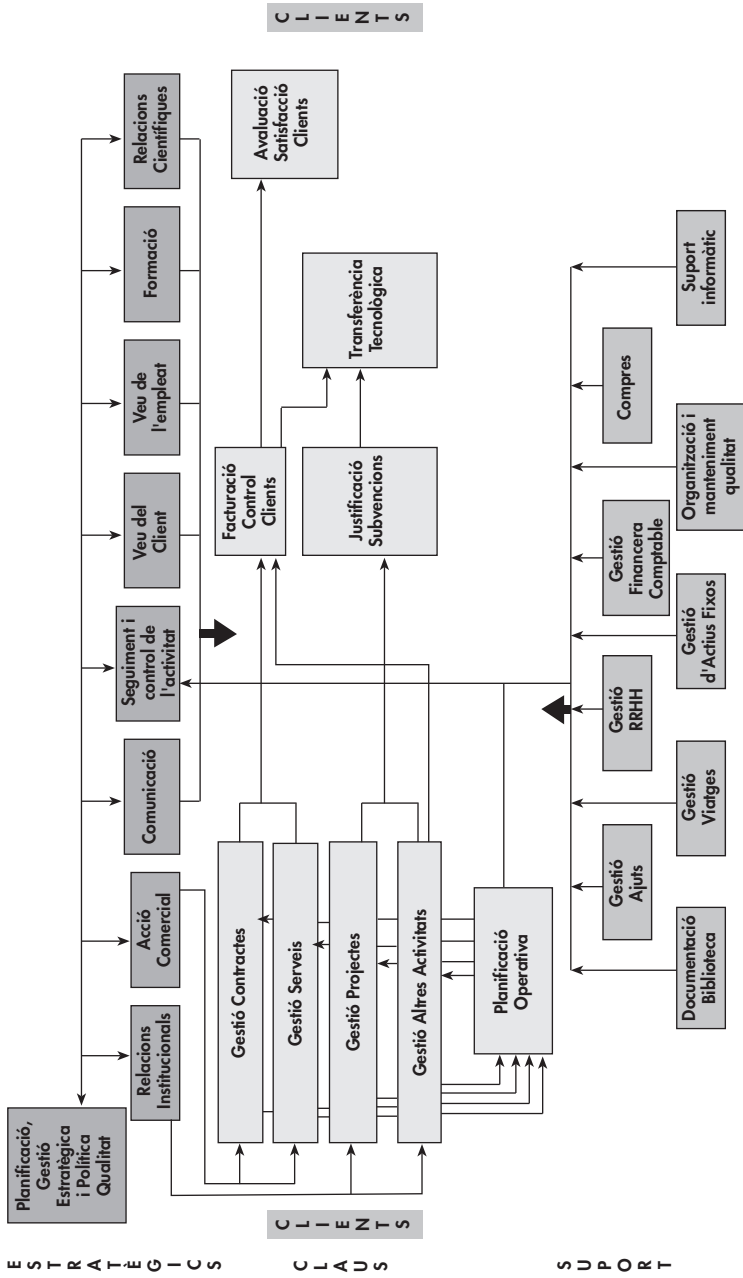 ESTRATÈGICS
Planificació,
Gestió
Estratègica
i Política
Qualitat
Relacions
Institucionals
Acció
Comercial
Comunicació
Seguiment i
control de
l'activitat
Veu del
Client
Veu de
l'empleat
Formació
Relacions
Científiques
CLAUS
CLIENTS
Gestió Contractes
Gestió Serveis
Gestió Projectes
Gestió Altres Activitats
Planificació
Operativa
Facturació
Control
Clients
Justificació
Subvencions
Transferència
Tecnològica
Avaluació
Satisfacció
Clients
CLIENTS
SUPORT
Documentació
Biblioteca
Gestió
Ajuts
Gestió
Viatges
Gestió
RRHH
Gestió
d'Actius Fixos
Gestió
Financera
Comptable
Organització i
manteniment
qualitat
Compres
Suport
informàtic